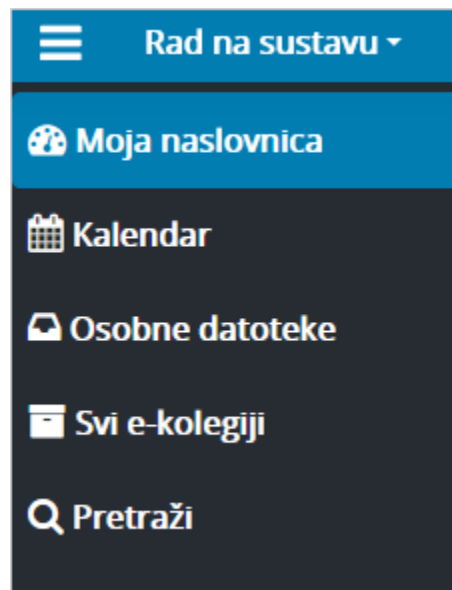 Rad na sustavu
Moja naslovnica
Kalendar
Osobne datoteke
Svi e-kolegiji
Pretraži